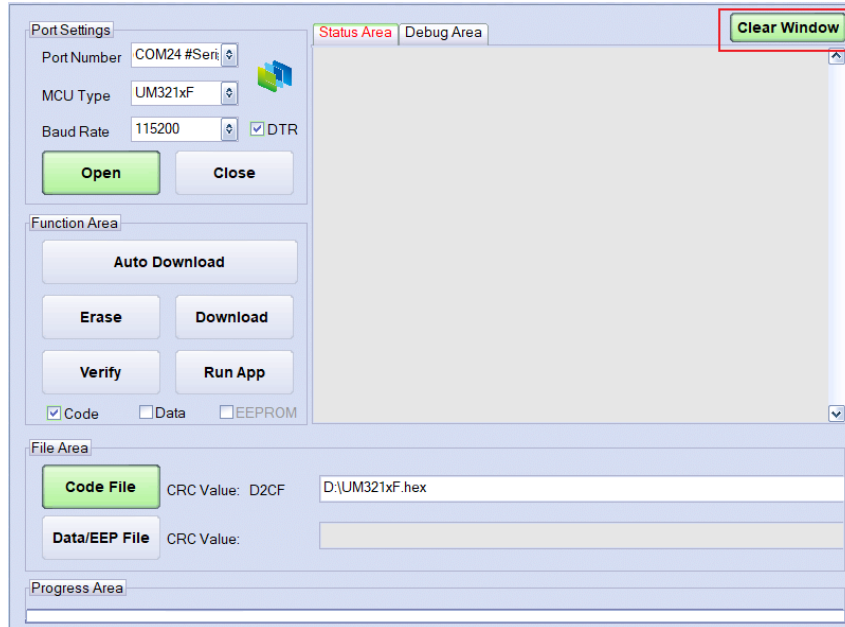 Port Settings
Port Number COM24 #Seri
MCU Type UM321xF
Baud Rate 115200 DTR
Open Close
Function Area
Auto Download
Erase Download
Verify Run App
Code Data EEPROM
Status Area Debug Area
Clear Window
File Area
Code File CRC Value: D2CF D:\UM321xF.hex
Data/EEP File CRC Value:
Progress Area